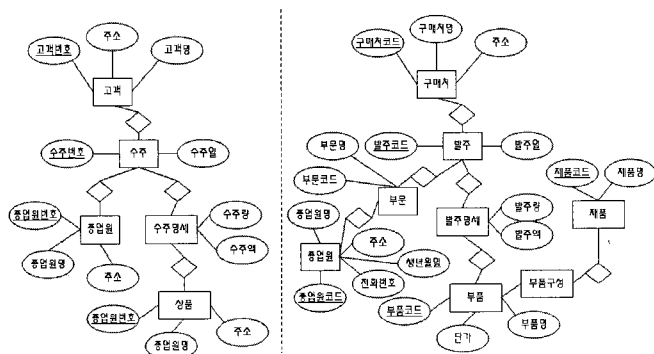 주소
고객번호
고객명
고객
수주번호
수주
수주일
종업원번호
종업원
수주명세
수주량
수주액
종업원명
주소
상품
종업원번호
종업원명
주소
구매처명
구매처코드
주소
구매처
부문명
발주코드
발주
발주일
부문코드
부문
제품코드
제품명
종업원명
발주명세
발주량
제품
주소
발주액
종업원
생년월일
전화번호
종업원코드
부품코드
부품
부품구성
단가
부품명